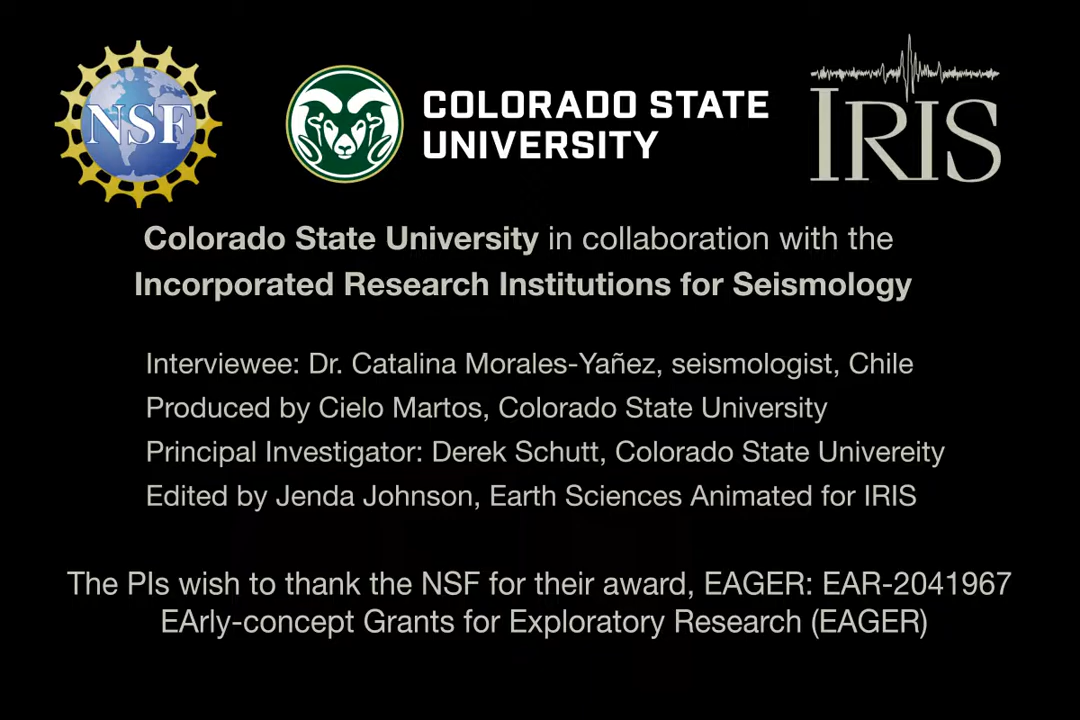 NSF
COLORADO STATE
UNIVERSITY
IRIS
Colorado State University in collaboration with the
Incorporated Research Institutions for Seismology
Interviewee: Dr. Catalina Morales-Yañez, seismologist, Chile
Produced by Cielo Martos, Colorado State University
Principal Investigator: Derek Schutt, Colorado State Univereity
Edited by Jenda Johnson, Earth Sciences Animated for IRIS
The PIs wish to thank the NSF for their award, EAGER: EAR-2041967
EArly-concept Grants for Exploratory Research (EAGER)